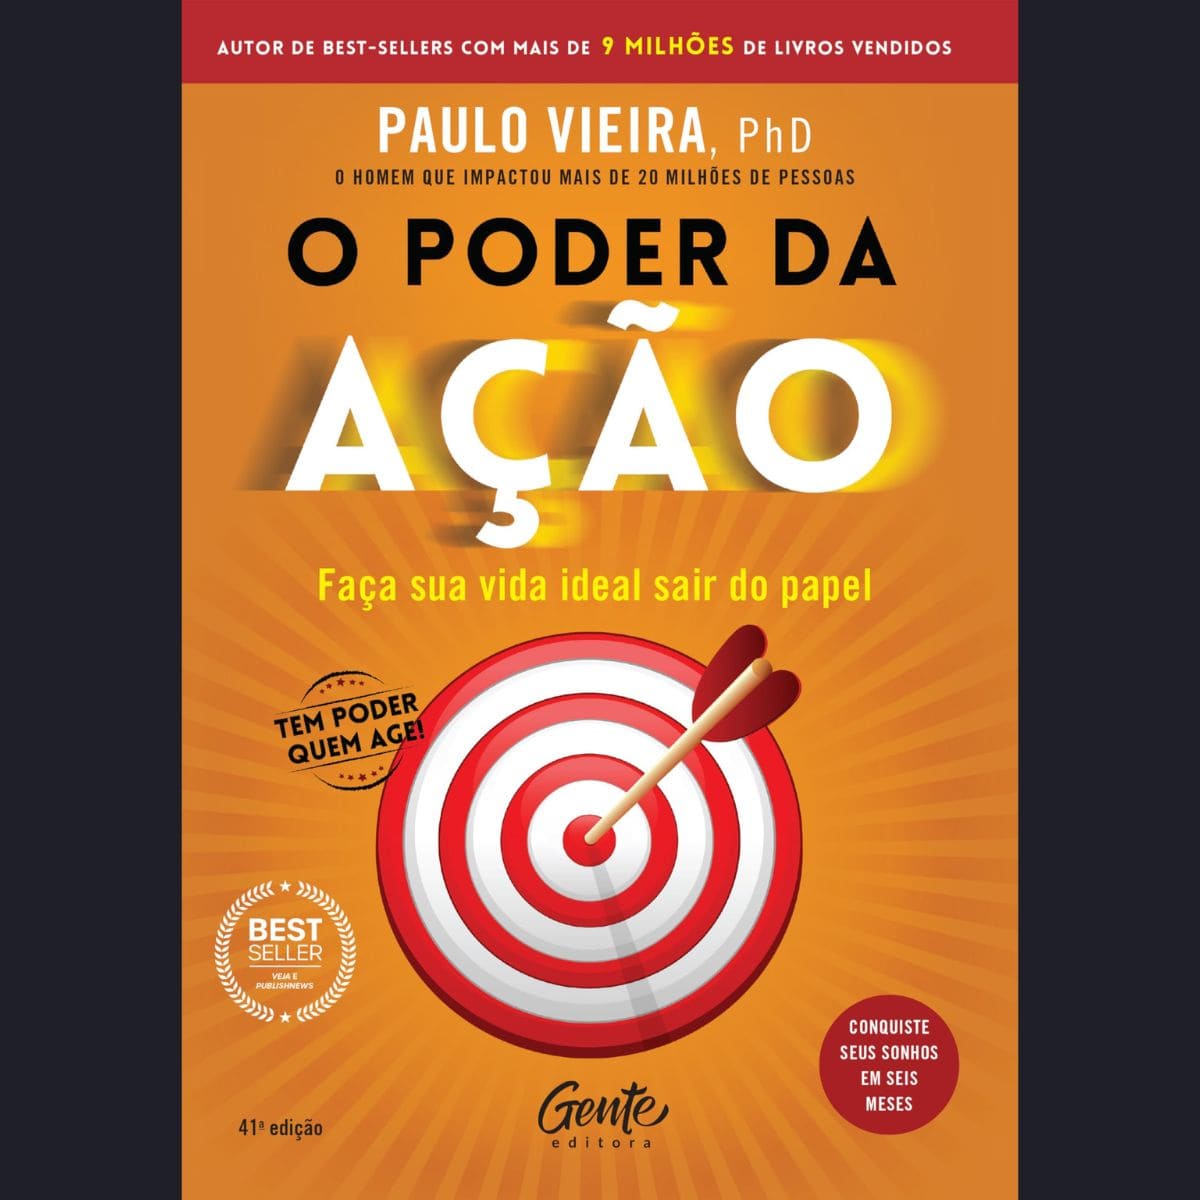 AUTOR DE BEST-SELLERS COM MAIS DE 9 MILHÕES DE LIVROS VENDIDOS
PAULO VIEIRA, PhD
O HOMEM QUE IMPACTOU MAIS DE 20 MILHÕES DE PESSOAS
O PODER DA
AÇÃO
Faça sua vida ideal sair do papel
TEM PODER
QUEM AGE!
BEST
SELLER
VEJA E
PUBLISHNEWS
CONQUISTE
SEUS SONHOS
EM SEIS
MESES
41ª edição
Gente
editora